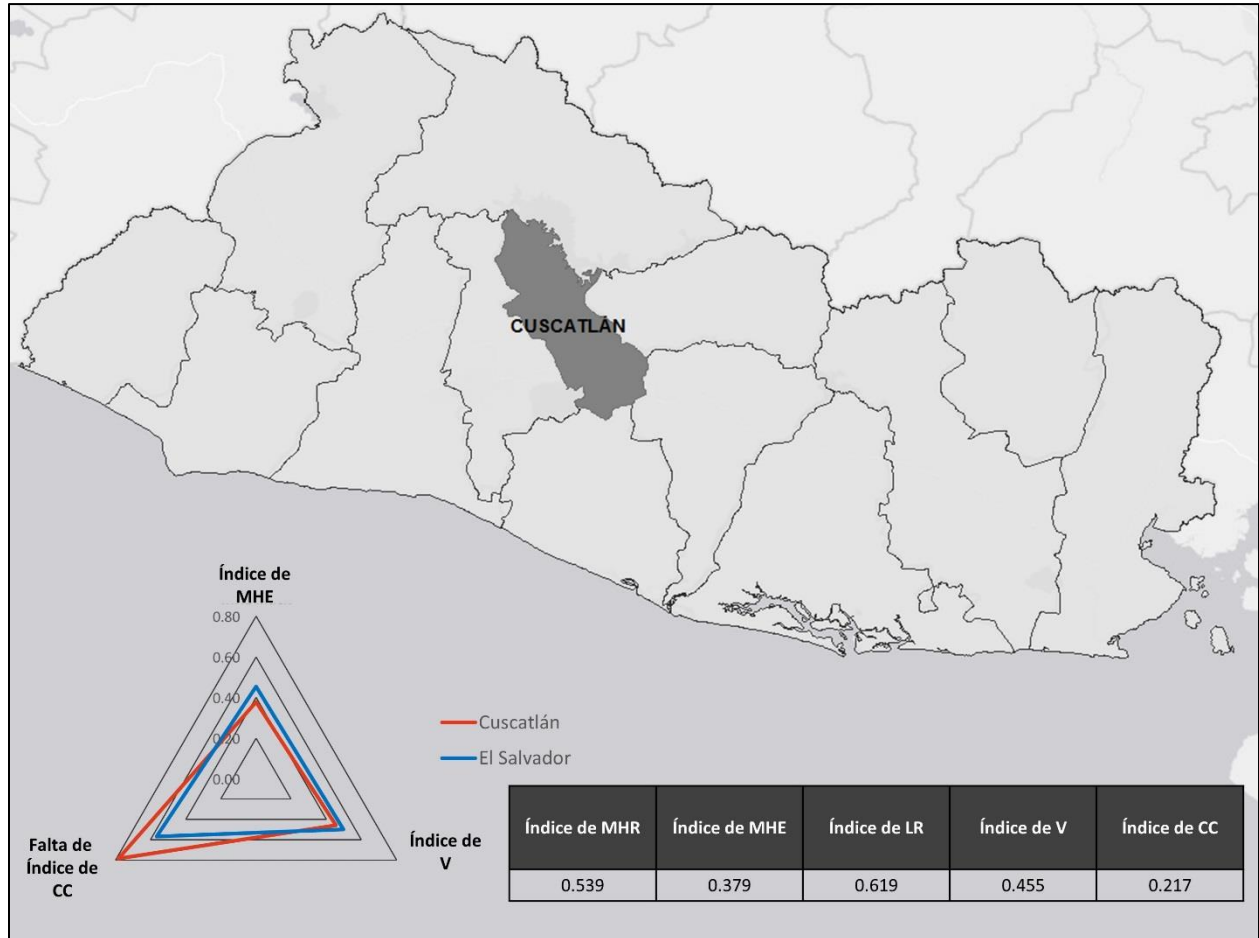 CUSCATLÁN
Índice de
MHE
0.80
0.60
0.40
0.20
0.00
Falta de
Índice de
CC
Índice de
V
Cuscatlán
El Salvador
Índice de MHR Índice de MHE Índice de LR Índice de V Índice de CC
0.539 0.379 0.619 0.455 0.217